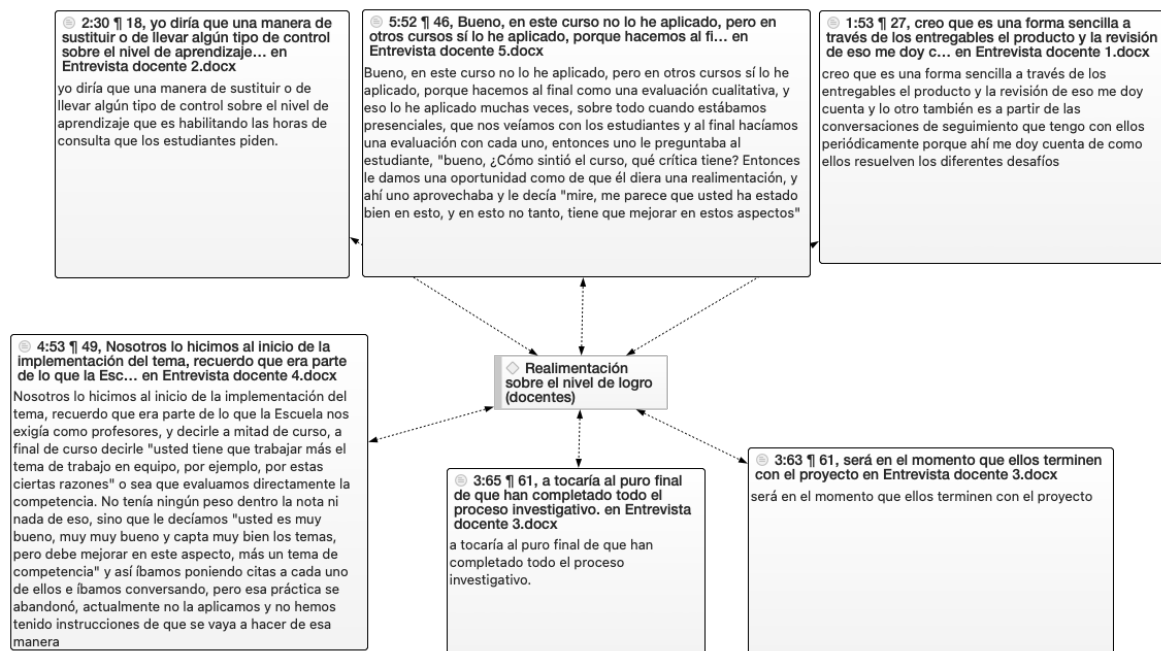 2:30 ¶ 18, yo diría que una manera de
sustituir o de llevar algún tipo de control
sobre el nivel de aprendizaje... en
Entrevista docente 2.docx
yo diría que una manera de sustituir o de
llevar algún tipo de control sobre el nivel de
aprendizaje que es habilitando las horas de
consulta que los estudiantes piden.
5:52 ¶ 46, Bueno, en este curso no lo he aplicado, pero en
otros cursos sí lo he aplicado, porque hacemos al fi... en
Entrevista docente 5.docx
Bueno, en este curso no lo he aplicado, pero en otros cursos sí lo he
aplicado, porque hacemos al final como una evaluación cualitativa, y
eso lo he aplicado muchas veces, sobre todo cuando estábamos
presenciales, que nos veíamos con los estudiantes y al final hacíamos
una evaluación con cada uno, entonces uno le preguntaba al
estudiante, "bueno, ¿Cómo sintió el curso, qué crítica tiene? Entonces
le damos una oportunidad como de que él diera una realimentación, y
ahí uno aprovechaba y le decía "mire, me parece que usted ha estado
bien en esto, y en esto no tanto, tiene que mejorar en estos aspectos"
1:53 ¶ 27, creo que es una forma sencilla a
través de los entregables el producto y la revisión
de eso me doy c... en Entrevista docente 1.docx
creo que es una forma sencilla a través de los
entregables el producto y la revisión de eso me doy
cuenta y lo otro también es a partir de las
conversaciones de seguimiento que tengo con ellos
periódicamente porque ahí me doy cuenta de como
ellos resuelven los diferentes desafíos
4:53 ¶ 49, Nosotros lo hicimos al inicio de la
implementación del tema, recuerdo que era parte
de lo que la Esc... en Entrevista docente 4.docx
Nosotros lo hicimos al inicio de la implementación del
tema, recuerdo que era parte de lo que la Escuela nos
exigía como profesores, y decirle a mitad de curso, a
final de curso decirle "usted tiene que trabajar más el
tema de trabajo en equipo, por ejemplo, por estas
ciertas razones" o sea que evaluamos directamente la
competencia. No tenía ningún peso dentro la nota ni
nada de eso, sino que le decíamos "usted es muy
bueno, muy muy bueno y capta muy bien los temas,
pero debe mejorar en este aspecto, más un tema de
competencia" y así íbamos poniendo citas a cada uno
de ellos e íbamos conversando, pero esa práctica se
abandonó, actualmente no la aplicamos y no hemos
tenido instrucciones de que se vaya a hacer de esa
manera
Realimentación
sobre el nivel de logro
(docentes)
3:65 ¶ 61, a tocaría al puro final
de que han completado todo el
proceso investigativo. en Entrevista
docente 3.docx
a tocaría al puro final de que han
completado todo el proceso
investigativo.
3:63 ¶ 61, será en el momento que ellos terminen
con el proyecto en Entrevista docente 3.docx
será en el momento que ellos terminen con el proyecto